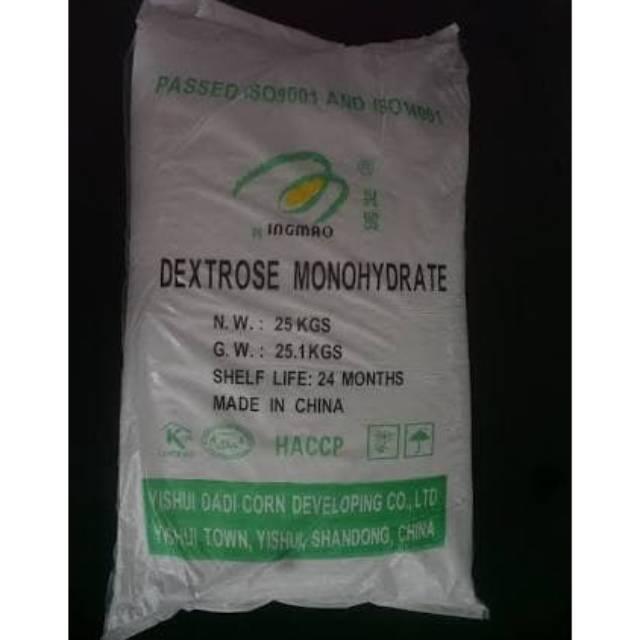 PASSED ISO9001 AND ISO14001
®
INGMAO
DEXTROSE MONOHYDRATE
N. W. : 25 KGS
G. W. : 25.1KGS
SHELF LIFE: 24 MONTHS
MADE IN CHINA
K
HACCP
YISHUI DADI CORN DEVELOPING CO., LTD
YISHUI TOWN, YISHUI, SHANDONG, CHINA